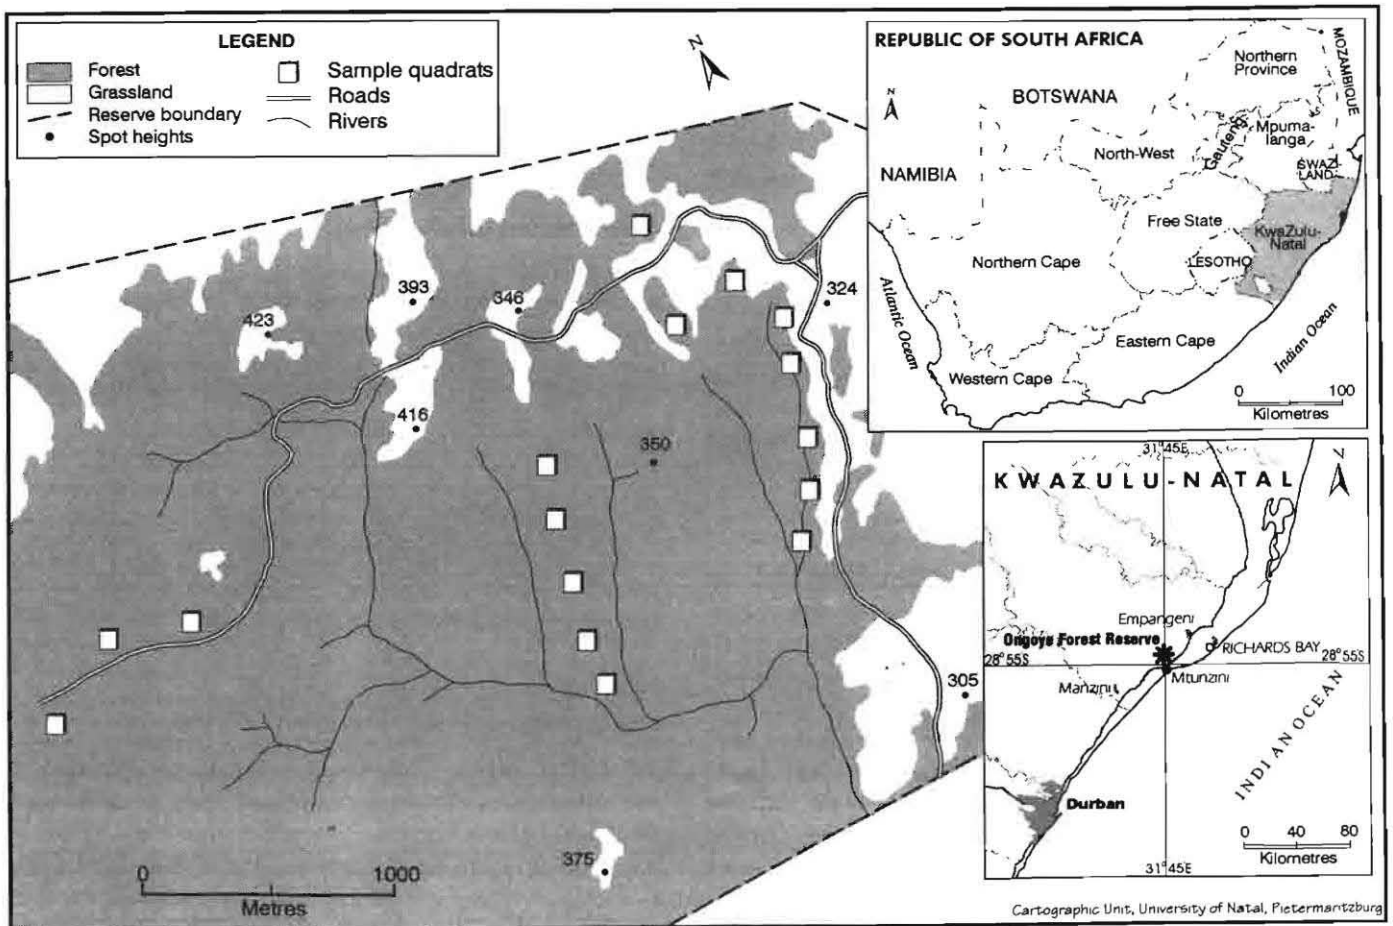 LEGEND
Forest
Grassland
Reserve boundary
Spot heights
Sample quadrats
Roads
Rivers
N
393
346
423
416
350
324
305
375
0 1000
Metres
REPUBLIC OF SOUTH AFRICA
N
Northern
Province
MOZAMBIQUE
BOTSWANA
Gauteng
Mpuma-
langa
North-West
NAMIBIA
SWAZI-
LAND
Free State
KwaZulu-
Natal
LESOTHO
Northern Cape
Atlantic Ocean
Eastern Cape
Indian Ocean
Western Cape
0 100
Kilometres
31°45E
KWAZULU-NATAL
N
Empangeni
Ongoye Forest Reserve
RICHARDS BAY
28°55S 28°55S
Mtunzini
Manzini
INDIAN OCEAN
Durban
0 40 80
Kilometres
31°45E
Cartographic Unit, University of Natal, Pietermaritzburg